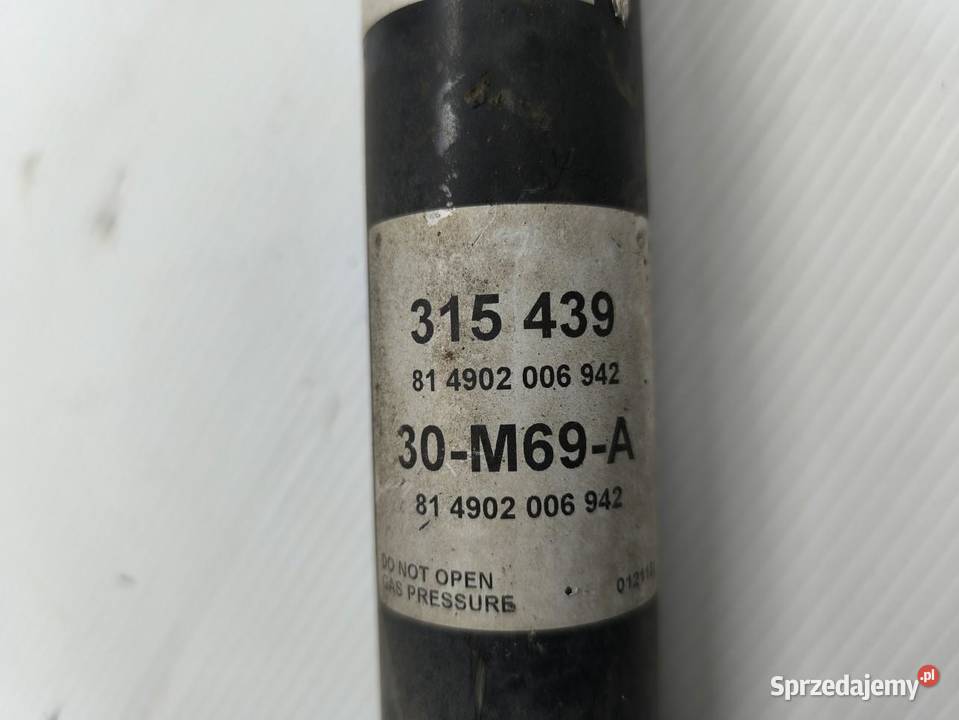 315 439
81 4902 006 942
30-M69-A
81 4902 006 942
DO NOT OPEN
GAS PRESSURE
Sprzedajemy.pl